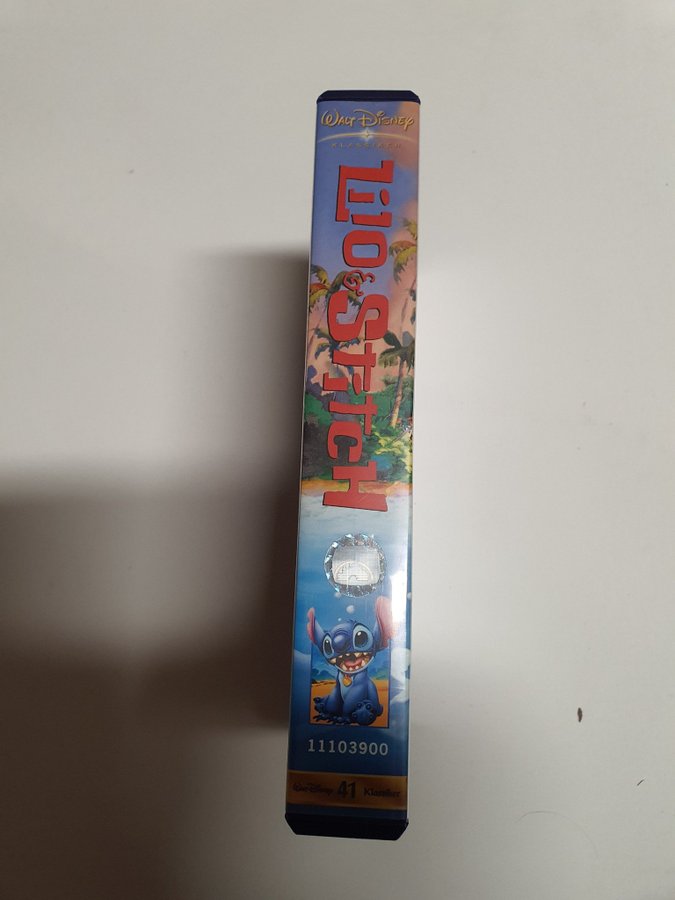 WALT DISNEY
KLASSIKER
Lilo & Stitch
11103900
Walt Disney 41 Klassiker